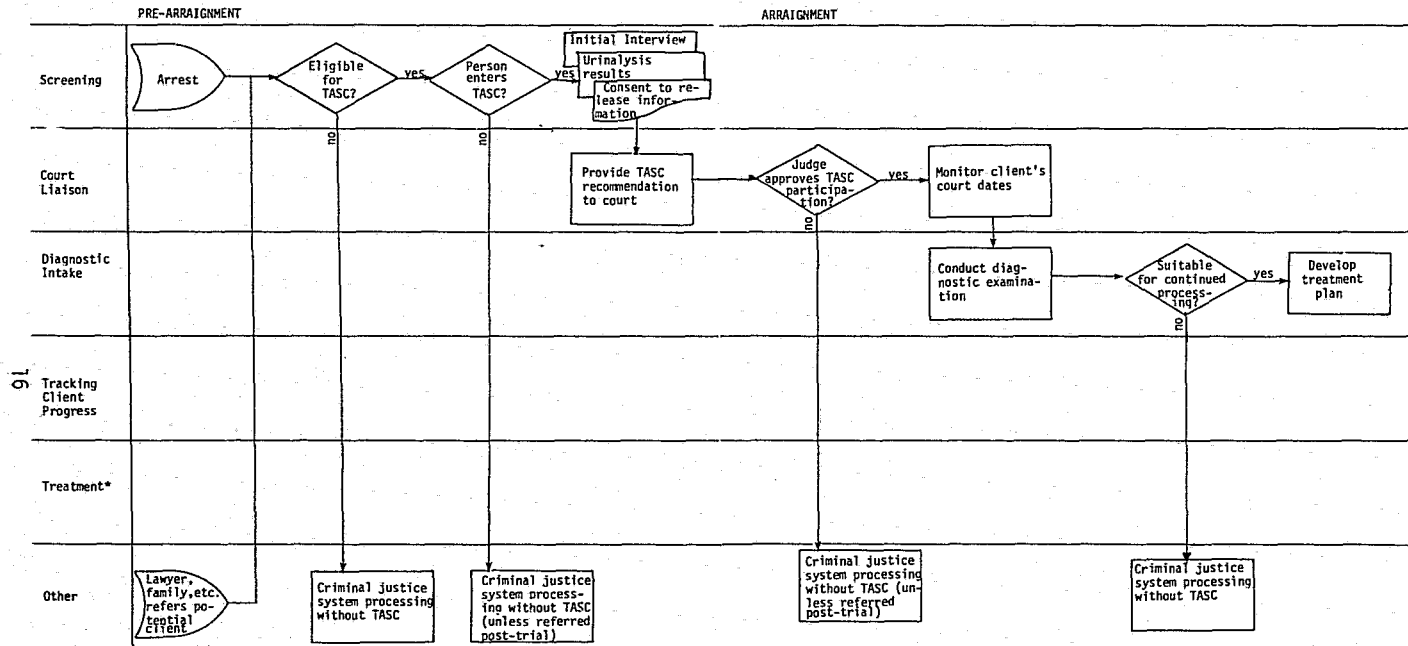 PRE-ARRAIGNMENT
ARRAIGNMENT
Screening
Arrest
Eligible
for
TASC?
yes
no
Person
enters
TASC?
yes
no
Initial Interview
Urinalysis
results
Consent to re-
lease infor-
mation
Court
Liaison
Provide TASC
recommendation
to court
Judge
approves TASC
participa-
tion?
yes
no
Monitor client's
court dates
Diagnostic
Intake
Conduct diag-
nostic examina-
tion
Suitable
for continued
process-
ing?
yes
no
Develop
treatment
plan
16
Tracking
Client
Progress
Treatment*
Other
Lawyer,
family,etc.
refers po-
tential
client
Criminal justice
system processing
without TASC
Criminal justice
system process-
ing without TASC
(unless referred
post-trial)
Criminal justice
system processing
without TASC (un-
less referred
post-trial)
Criminal justice
system processing
without TASC